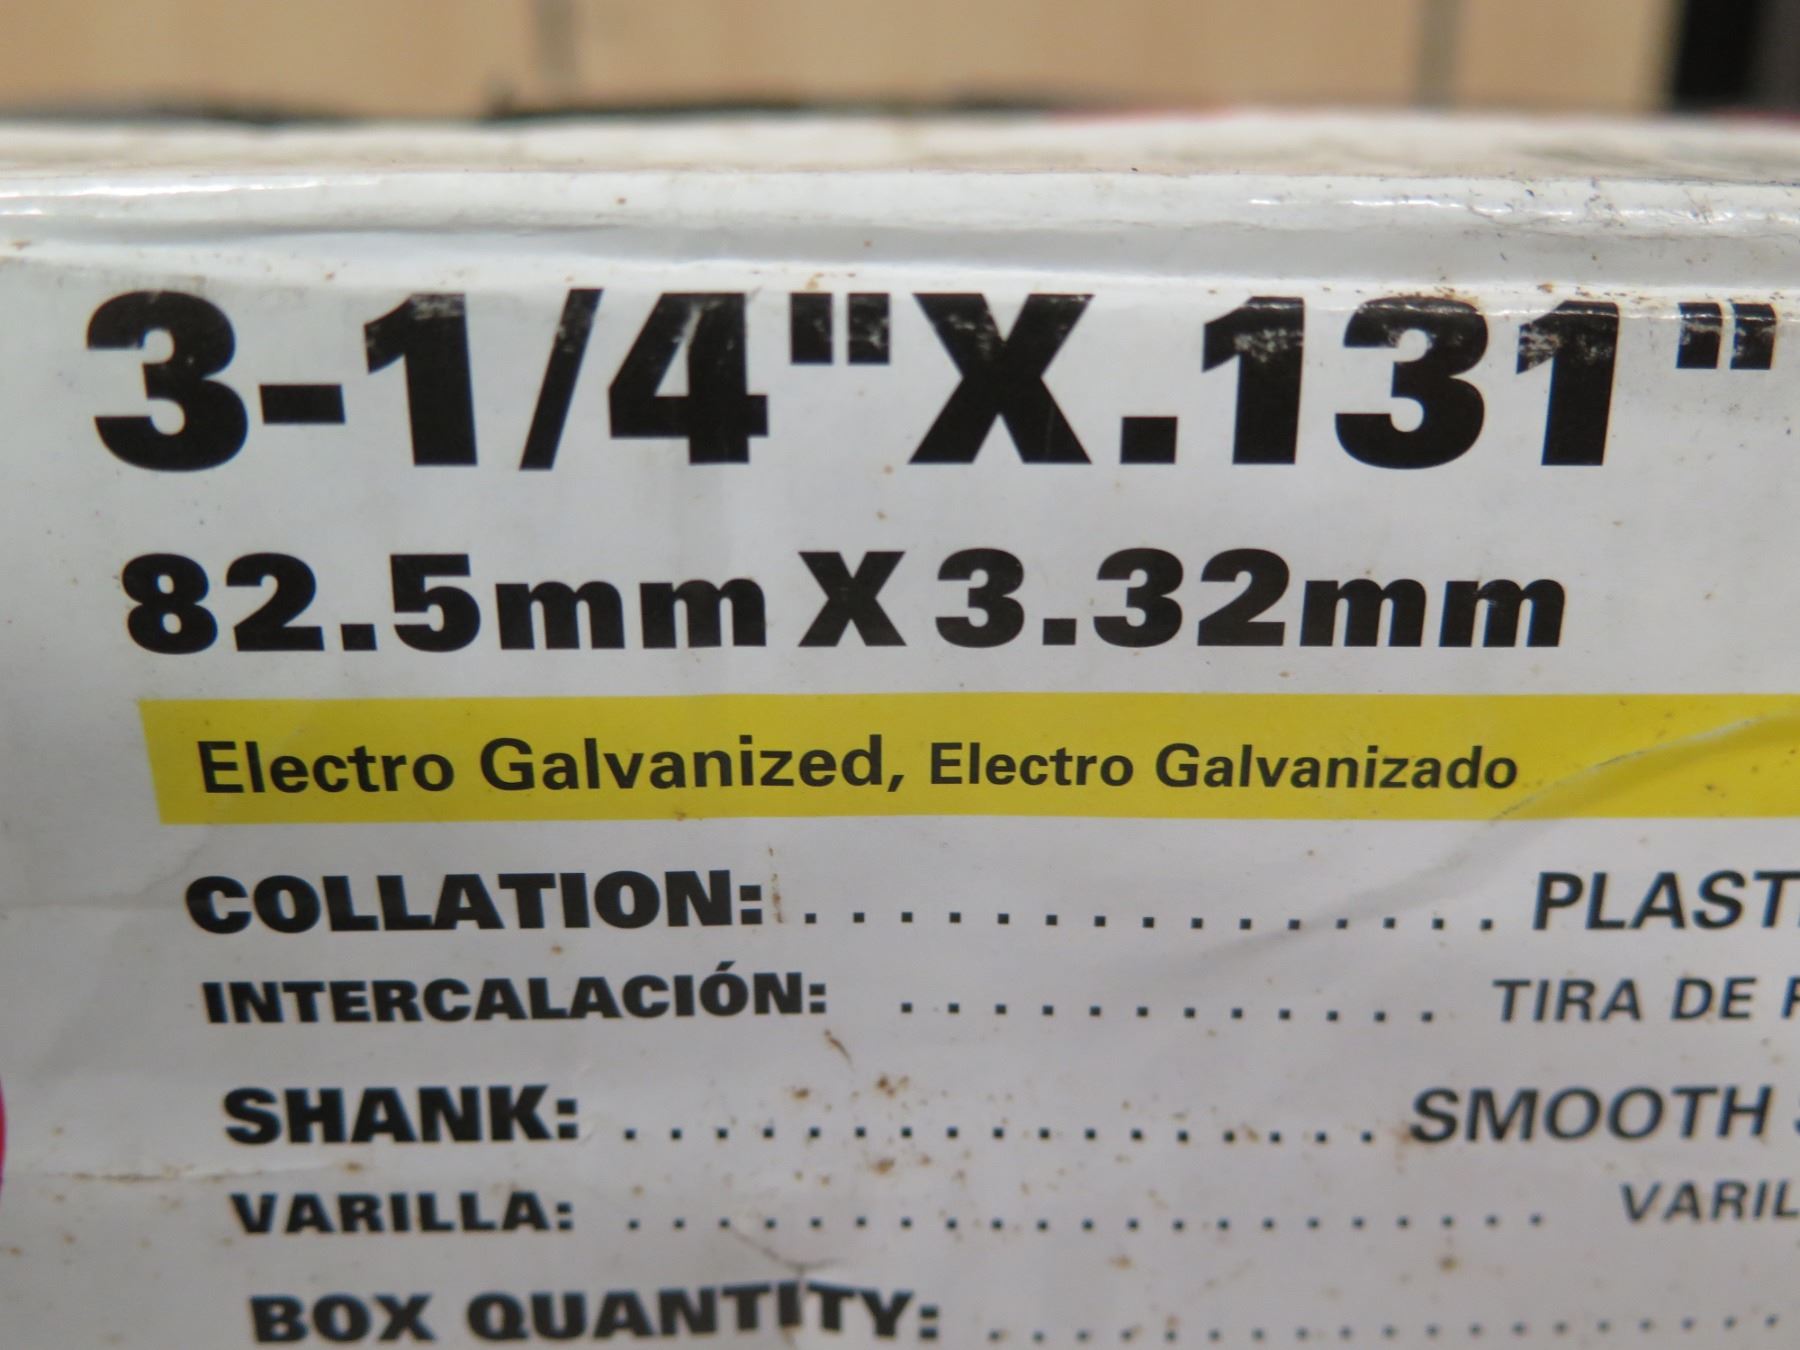 3-1/4"X.131"
82.5mm X 3.32mm
Electro Galvanized, Electro Galvanizado
COLLATION: . . . . . . . . . . . . . . . PLAST
INTERCALACIÓN: . . . . . . . . . . . . TIRA DE
SHANK: . . . . . . . . . . . . . . . . . SMOOTH
VARILLA: . . . . . . . . . . . . . . . . . . . . VARIL
BOX QUANTITY: . . . . . . . . . . . . . . . . . .